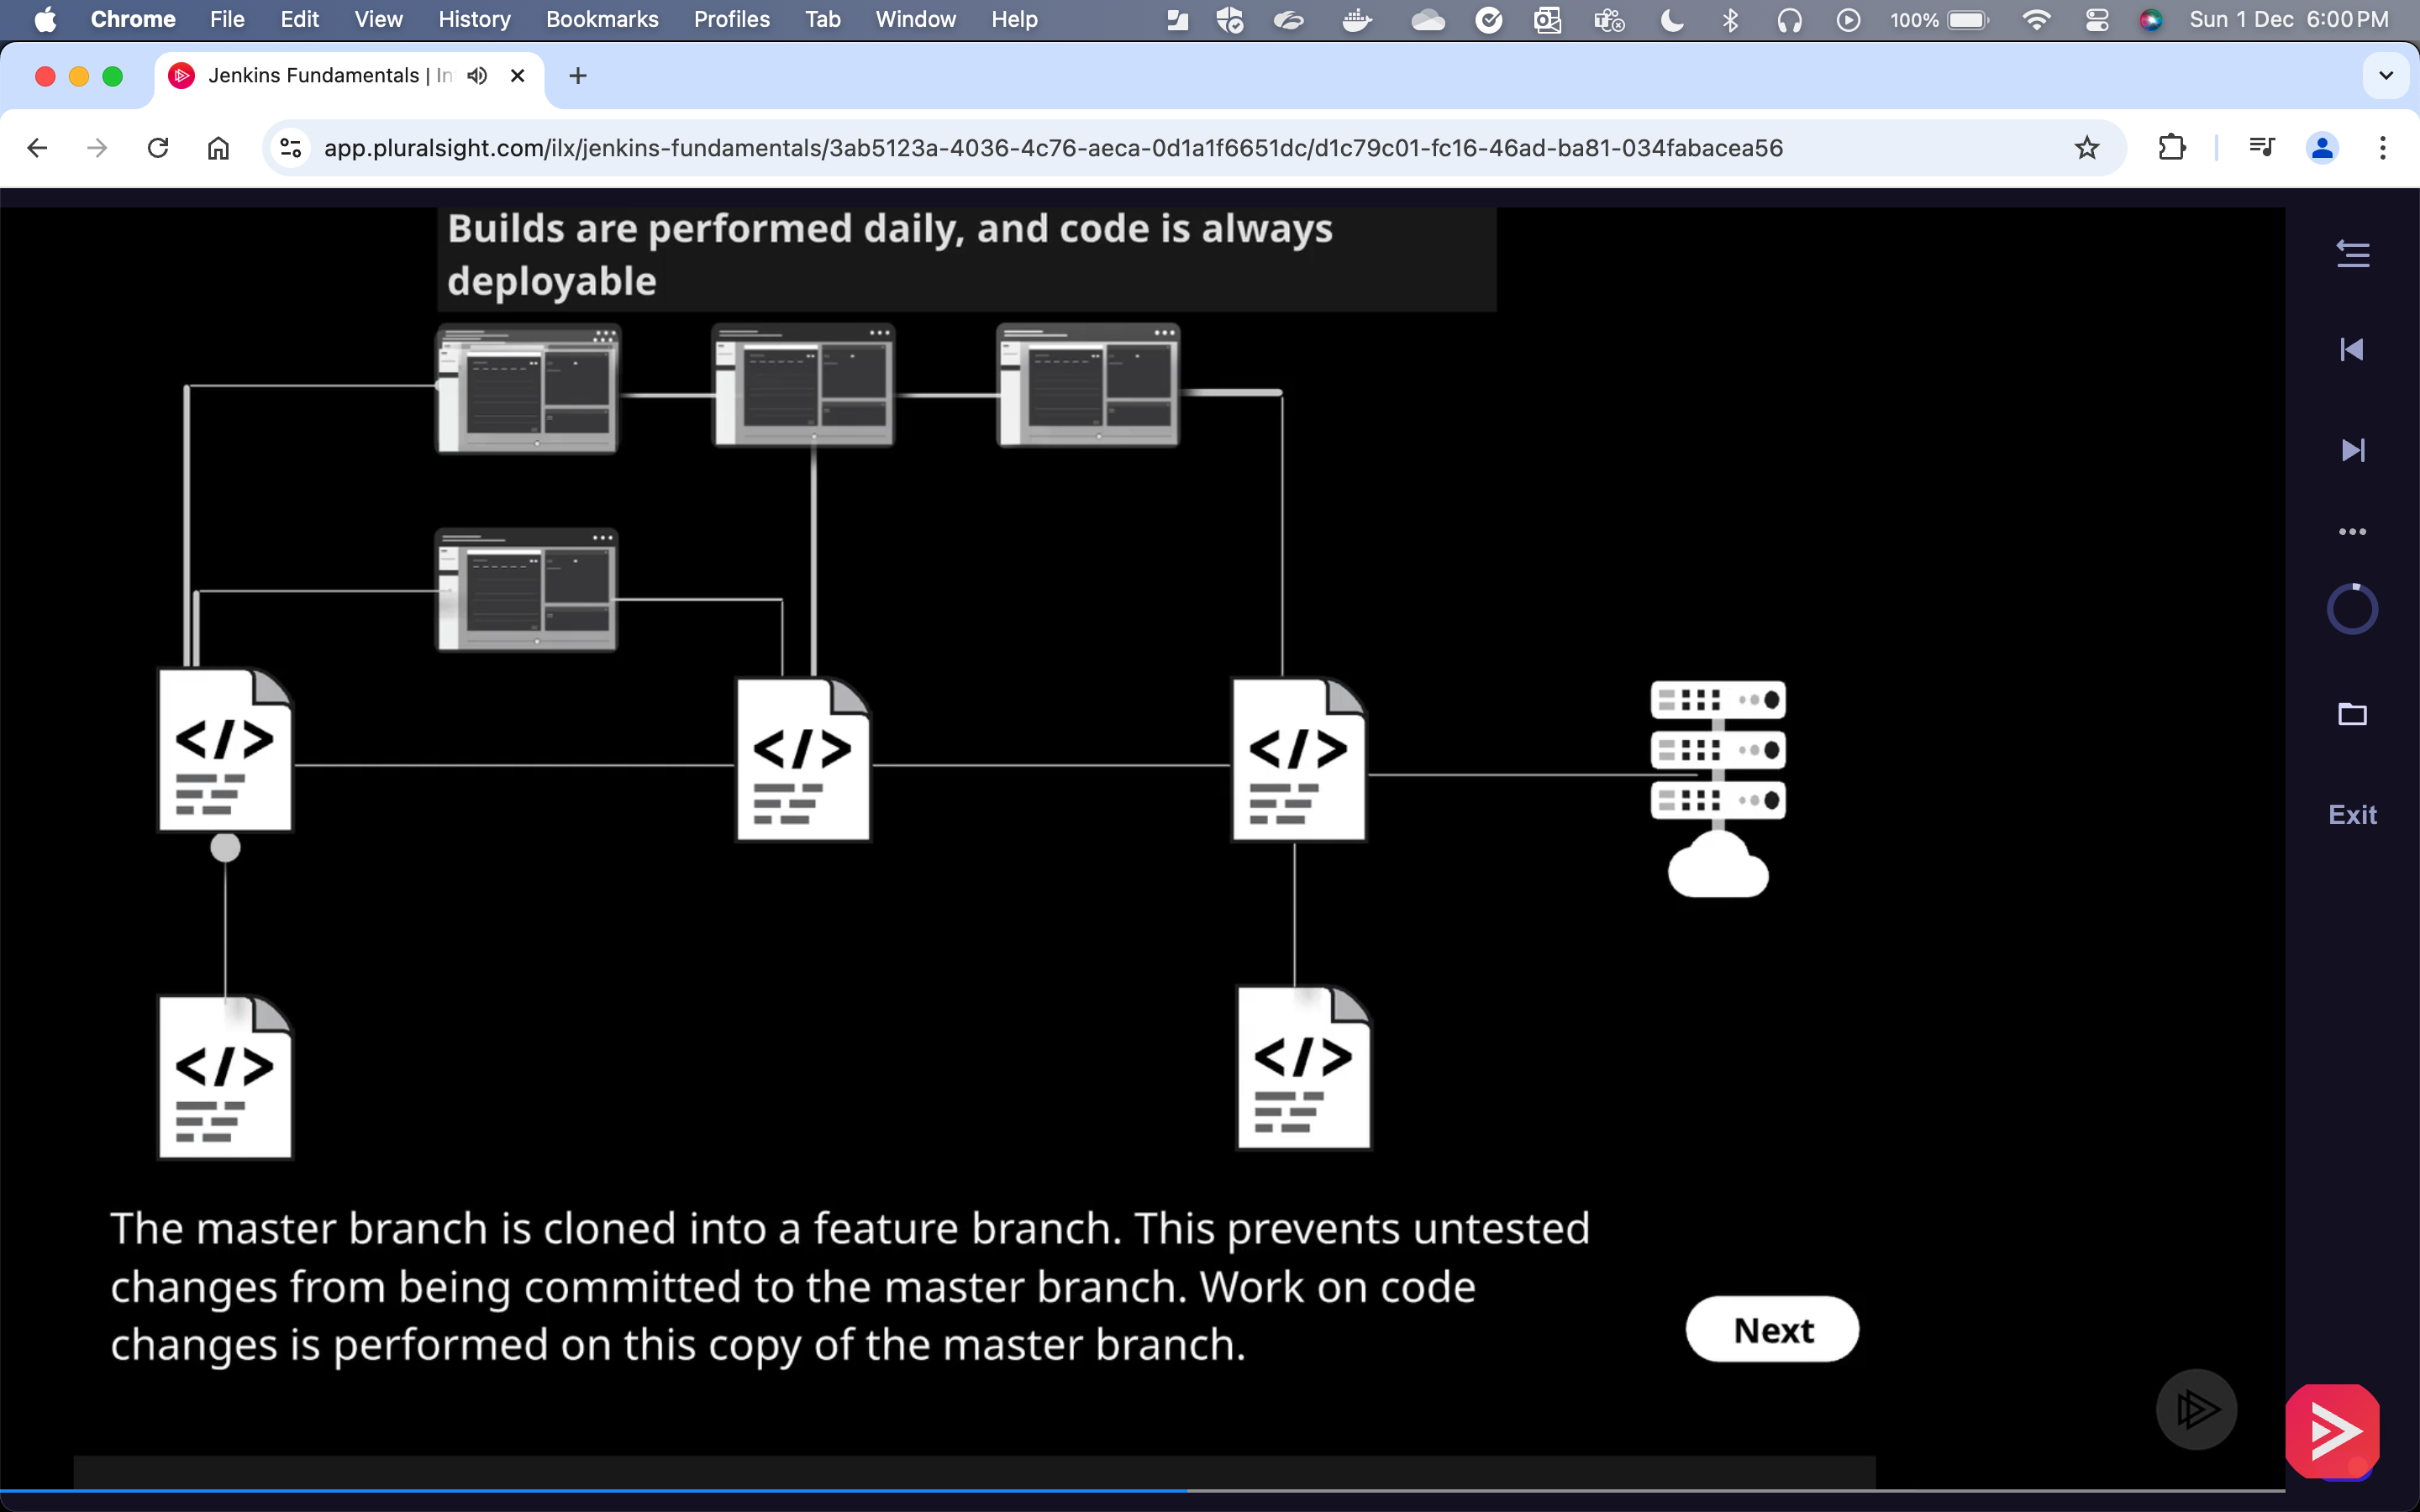 Chrome File Edit View History Bookmarks Profiles Tab Window Help 100% Sun 1 Dec 6:00 PM
Jenkins Fundamentals | In
app.pluralsight.com/ilx/jenkins-fundamentals/3ab5123a-4036-4c76-aeca-0d1a1f6651dc/d1c79c01-fc16-46ad-ba81-034fabacea56
Builds are performed daily, and code is always
deployable
</>
</> </>
Exit
</> </>
The master branch is cloned into a feature branch. This prevents untested
changes from being committed to the master branch. Work on code
changes is performed on this copy of the master branch.
Next